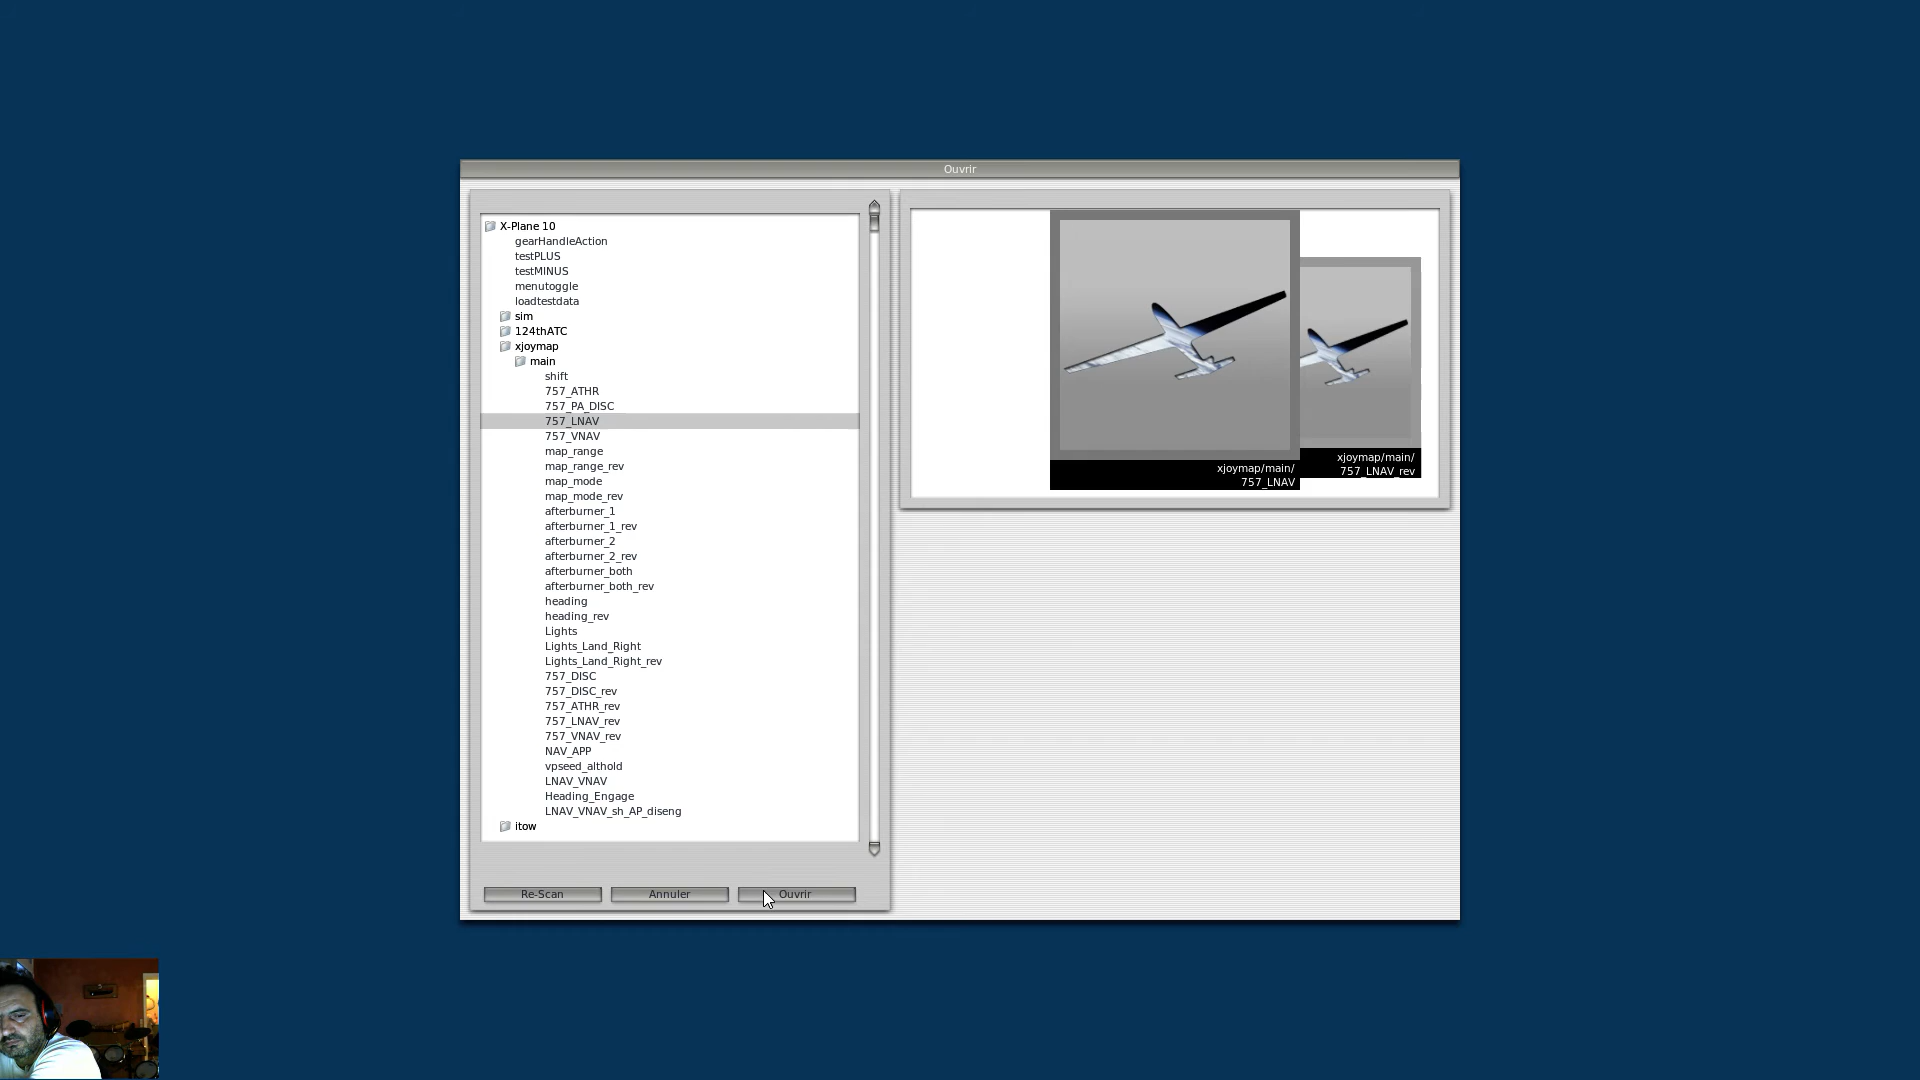 Ouvrir
X-Plane 10
gearHandleAction
testPLUS
testMINUS
menutoggle
loadtestdata
sim
124thATC
xjoymap
main
shift
757_ATHR
757_PA_DISC
757_LNAV
757_VNAV
map_range
map_range_rev
map_mode
map_mode_rev
afterburner_1
afterburner_1_rev
afterburner_2
afterburner_2_rev
afterburner_both
afterburner_both_rev
heading
heading_rev
Lights
Lights_Land_Right
Lights_Land_Right_rev
757_DISC
757_DISC_rev
757_ATHR_rev
757_LNAV_rev
757_VNAV_rev
NAV_APP
vpseed_althold
LNAV_VNAV
Heading_Engage
LNAV_VNAV_sh_AP_diseng
itow
Re-Scan
Annuler
Ouvrir
xjoymap/main/
757_LNAV
xjoymap/main/
757_LNAV_rev